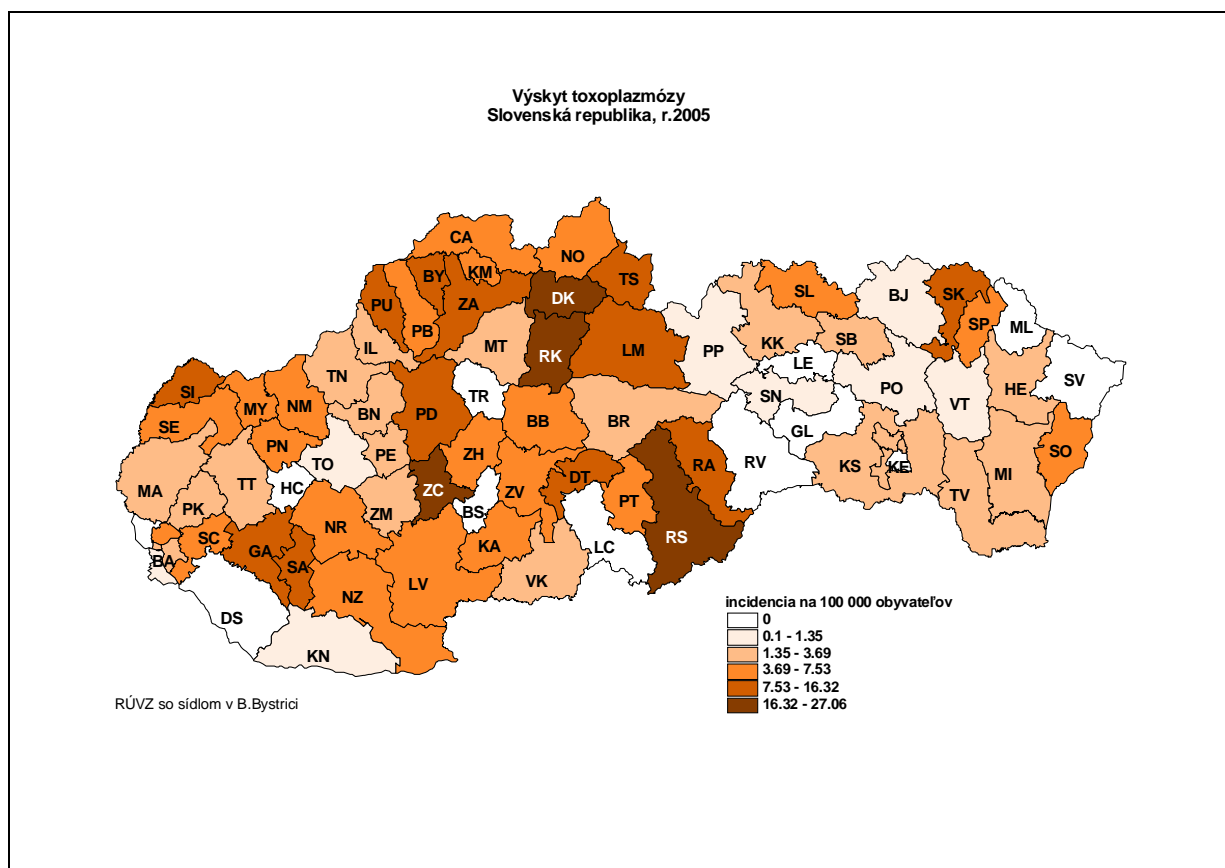 Výskyt toxoplazmózy
Slovenská republika, r.2005
CA
NO
BY
KM
TS
PU
ZA
DK
SL
BJ
SK
SP
ML
PB
IL
MT
RK
LM
PP
KK
SB
LE
TN
SI
MY
NM
BN
PD
TR
SN
PO
VT
HE
SV
SE
PN
TO
PE
ZH
BB
BR
GL
MA
TT
HC
ZC
ZV
DT
RA
RV
KS
KE
MI
SO
PK
ZM
BS
PT
TV
SC
NR
KA
LC
RS
BA
GA
SA
NZ
LV
VK
DS
KN
incidencia na 100 000 obyvateľov
0
0.1 - 1.35
1.35 - 3.69
3.69 - 7.53
7.53 - 16.32
16.32 - 27.06
RÚVZ so sídlom v B.Bystrici